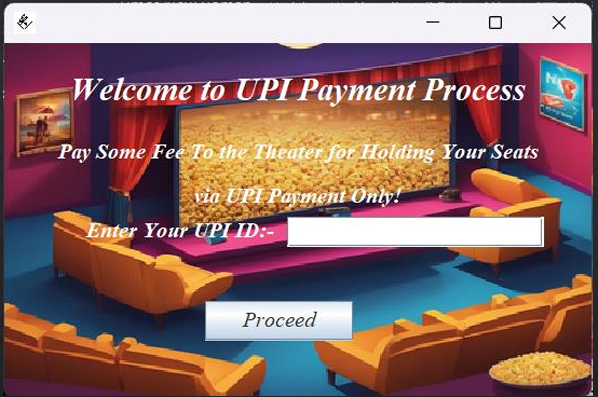 Welcome to UPI Payment Process
Pay Some Fee To the Theater for Holding Your Seats
via UPI Payment Only!
Enter Your UPI ID:-
Proceed